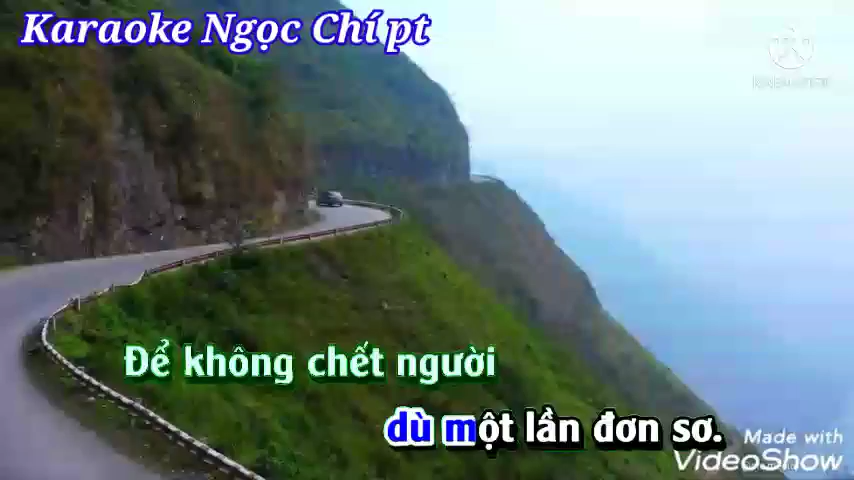 Karaoke Ngọc Chí pt
Để không chết người
dù một lần đơn sơ.
Made with
VideoShow